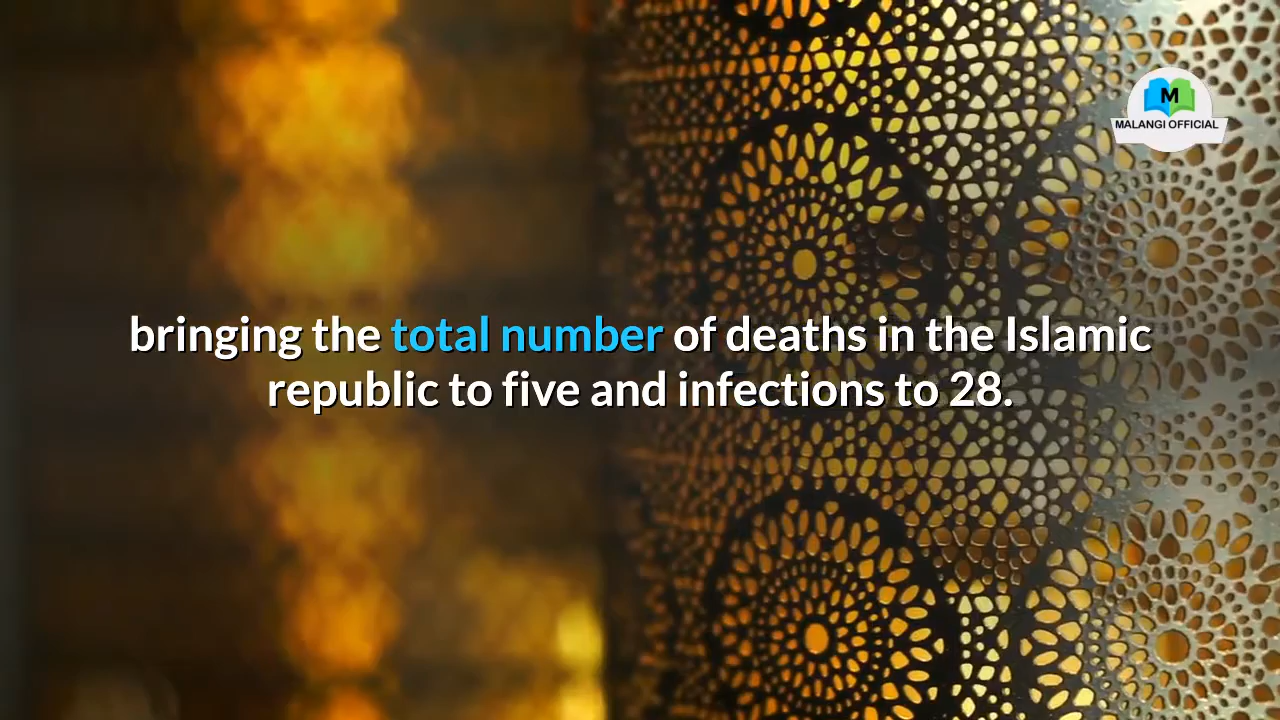 M
MALANGI OFFICIAL
bringing the total number of deaths in the Islamic
republic to five and infections to 28.